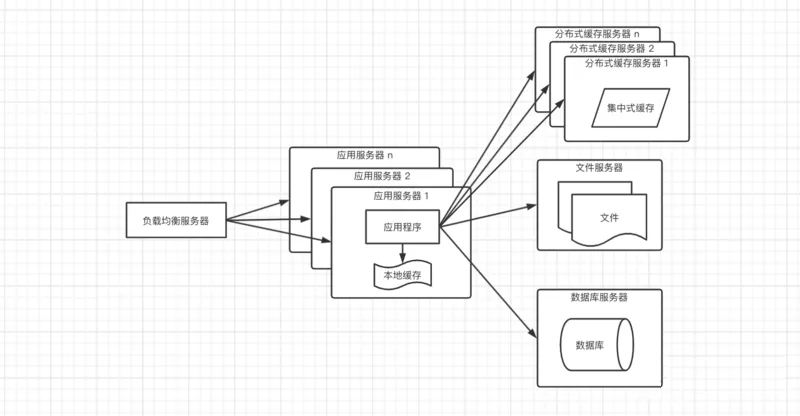 分布式缓存服务器 n
分布式缓存服务器 2
分布式缓存服务器 1
集中式缓存
应用服务器 n
应用服务器 2
应用服务器 1
应用程序
本地缓存
负载均衡服务器
文件服务器
文件
数据库服务器
数据库